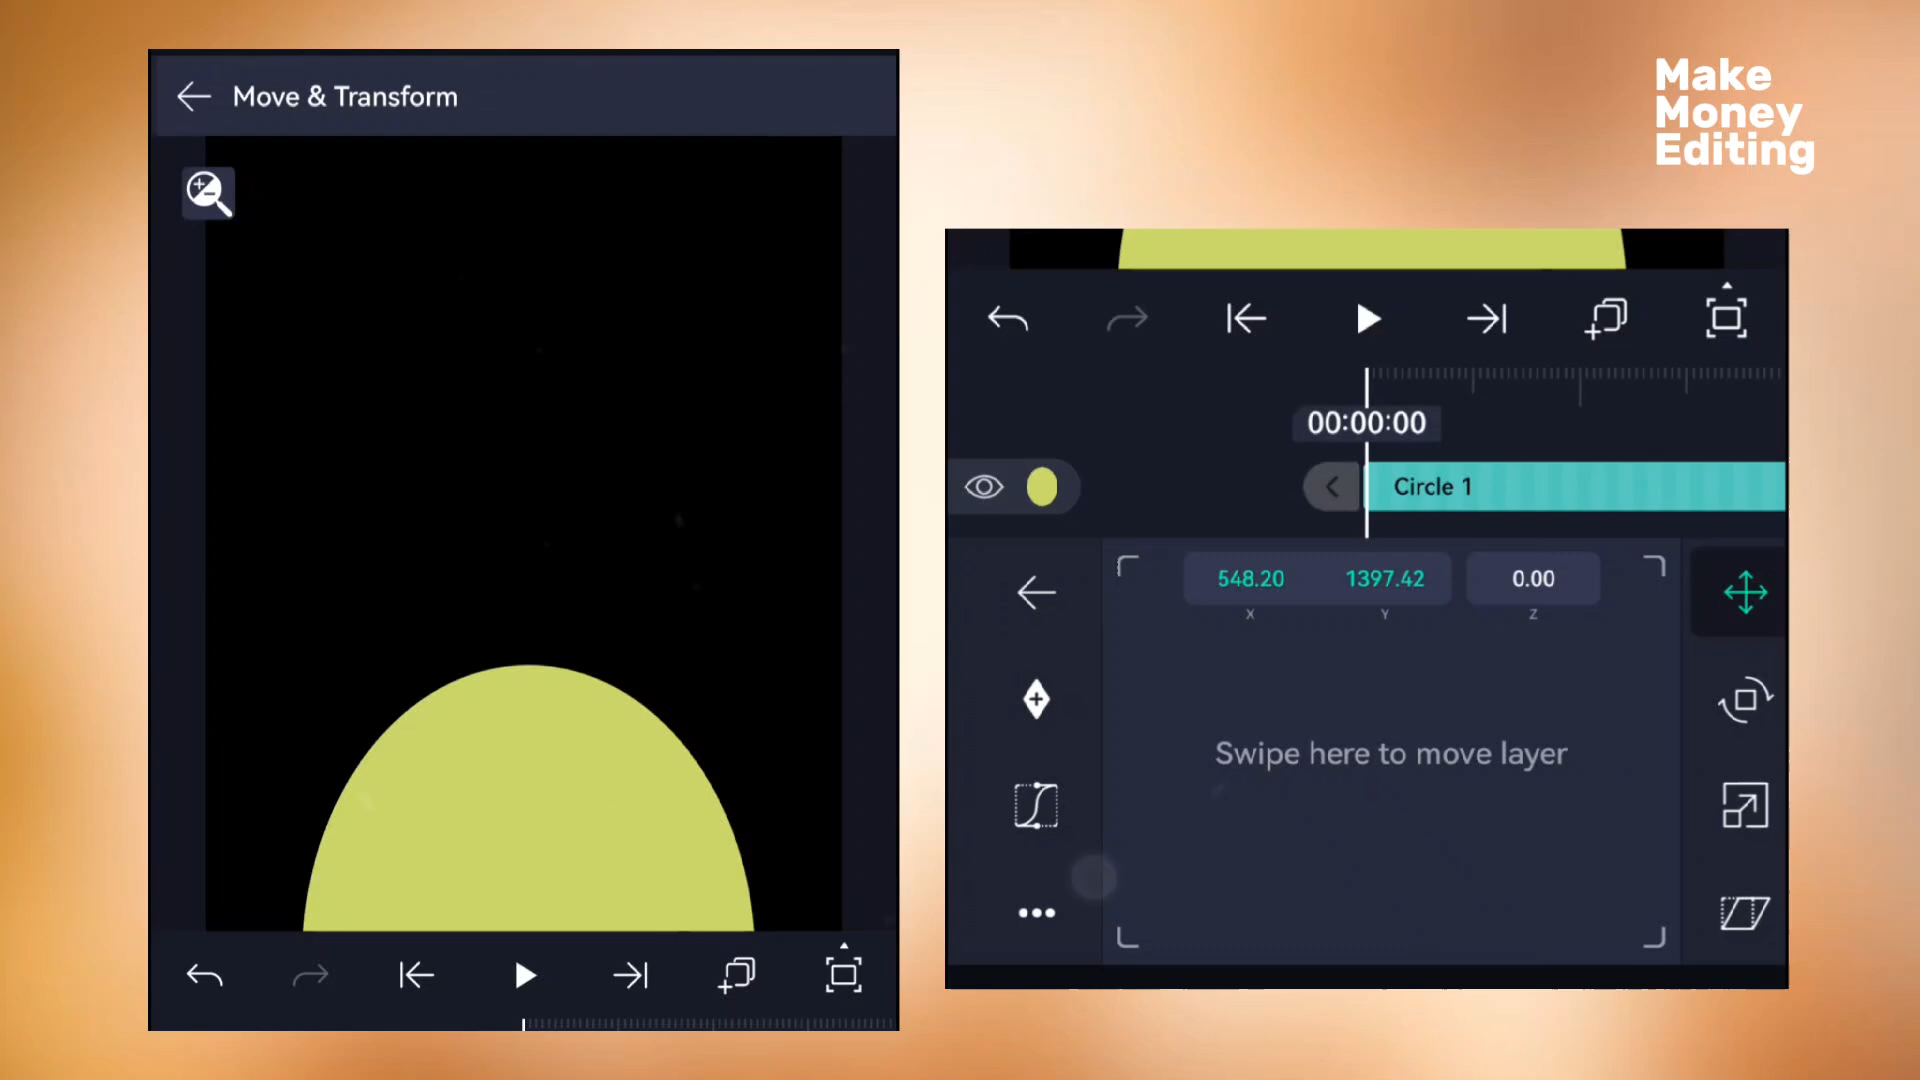 Move & Transform
Make
Money
Editing
00:00:00
Circle 1
548.20 1397.42 0.00
X Y Z
Swipe here to move layer